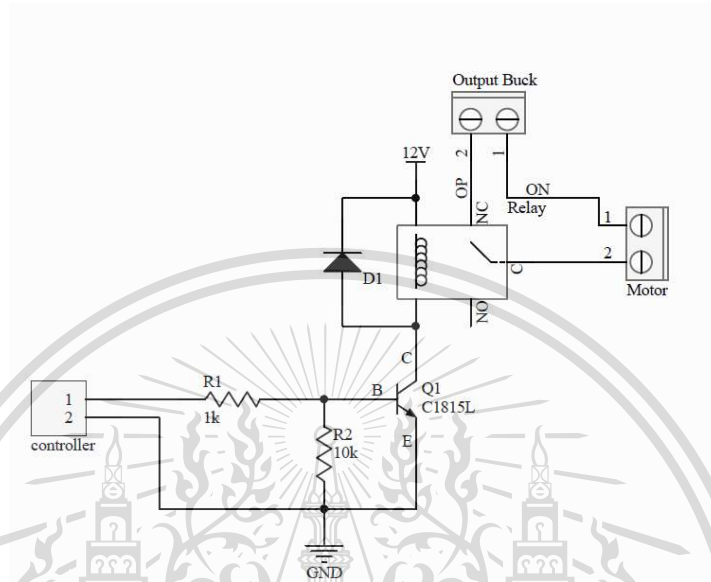 Output Buck
2
1
12V
OP
NC
ON
Relay
1
2
C
Motor
D1
NO
C
R1
B
Q1
C1815L
1
2
controller
1k
R2
10k
E
GND